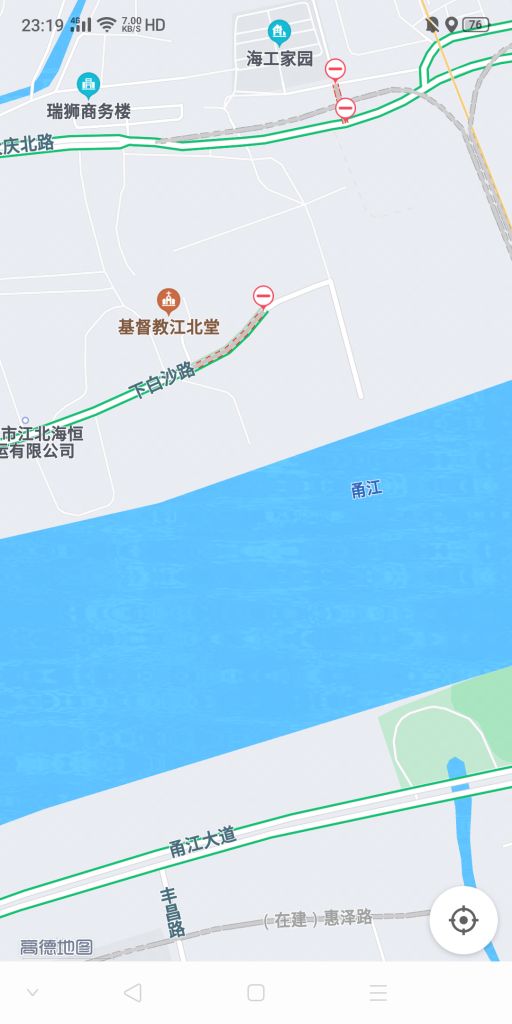 23:19 4G 7.00 KB/S HD 76
海工家园
瑞狮商务楼
庆北路
基督教江北堂
下白沙路
市江北海恒
运有限公司
甬江
甬江大道
丰昌路
(在建)惠泽路
高德地图